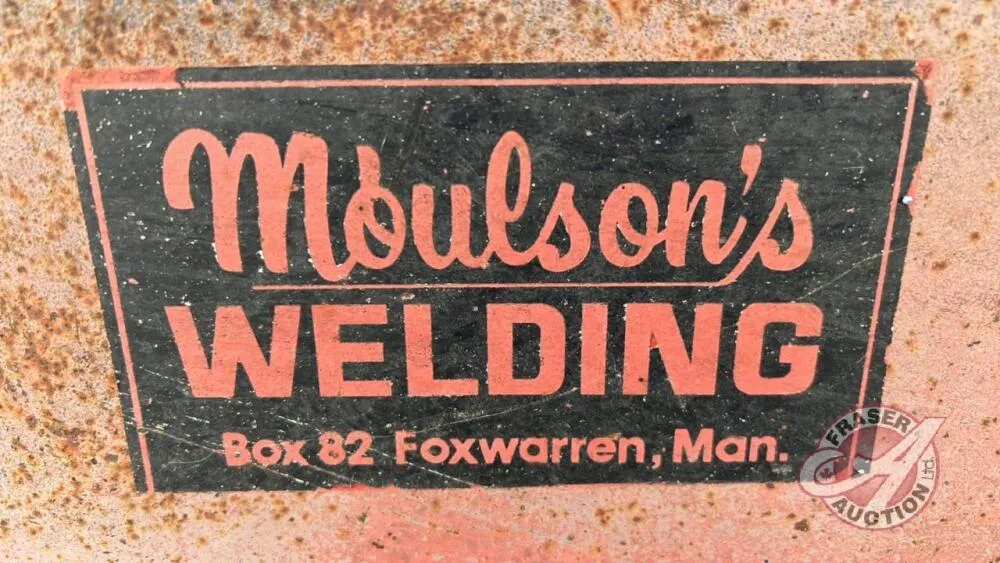 Moulson's
WELDING
Box 82 Foxwarren, Man.
FRASER
AUCTION
Ltd.